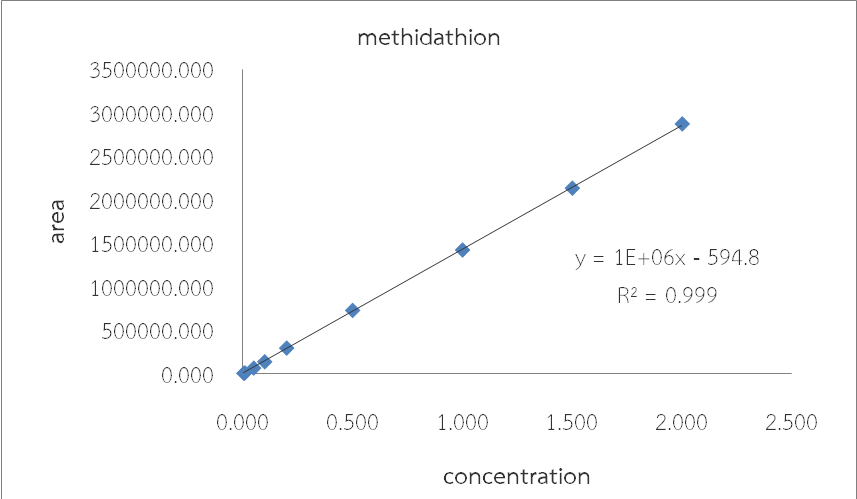 methidathion
3500000.000
3000000.000
2500000.000
2000000.000
1500000.000
1000000.000
500000.000
0.000
area
y = 1E+06x - 594.8
R² = 0.999
0.000 0.500 1.000 1.500 2.000 2.500
concentration